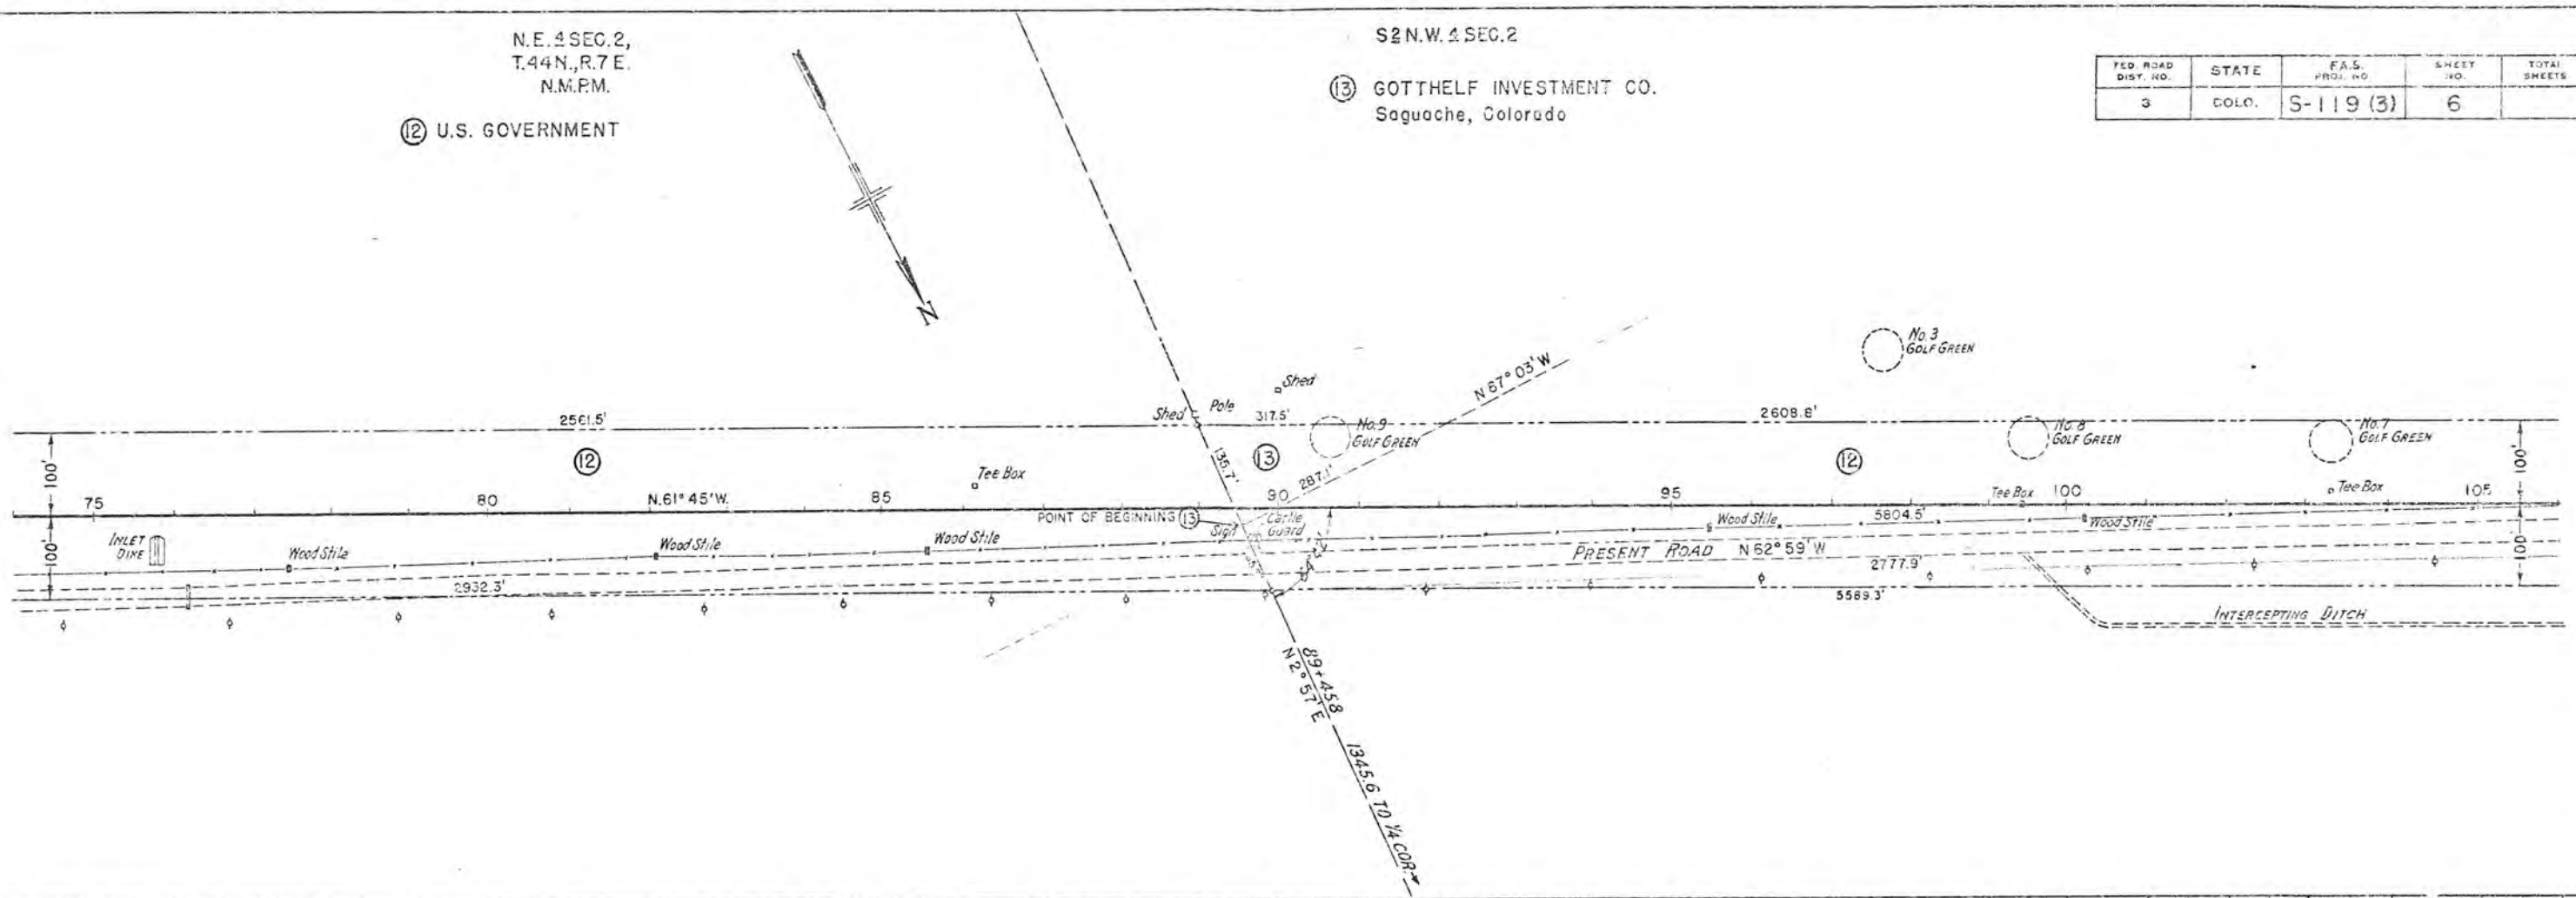 N.E.¼ SEC.2,
T.44N.,R.7 E.
N.M.P.M.
⑫ U.S. GOVERNMENT
S½ N.W.¼ SEC.2
⑬ GOTTHELF INVESTMENT CO.
Saguache, Colorado
FED. ROAD DIST. NO.
STATE
F.A.S. PROJ. NO
SHEET NO.
TOTAL SHEETS
3
COLO.
S-119 (3)
6
N
No. 3
GOLF GREEN
Shed
N 67° 03' W
2561.5'
Shed
Pole
317.5'
2608.8'
No. 9
GOLF GREEN
No. 8
GOLF GREEN
No. 7
GOLF GREEN
100'
⑫
135.7'
⑬
287.1'
⑫
100'
Tee Box
Tee Box
Tee Box
75
80
N.61° 45' W.
85
90
95
100
105
POINT OF BEGINNING ⑬
Sign
Cattle
Guard
5804.5'
100'
INLET
DIKE
Wood Stile
Wood Stile
Wood Stile
Wood Stile
Wood Stile
PRESENT ROAD N 62° 59' W
100'
2932.3'
2777.9'
5589.3'
INTERCEPTING DITCH
89+45.8
N 2° 57' E
1345.6 TO ¼ COR.